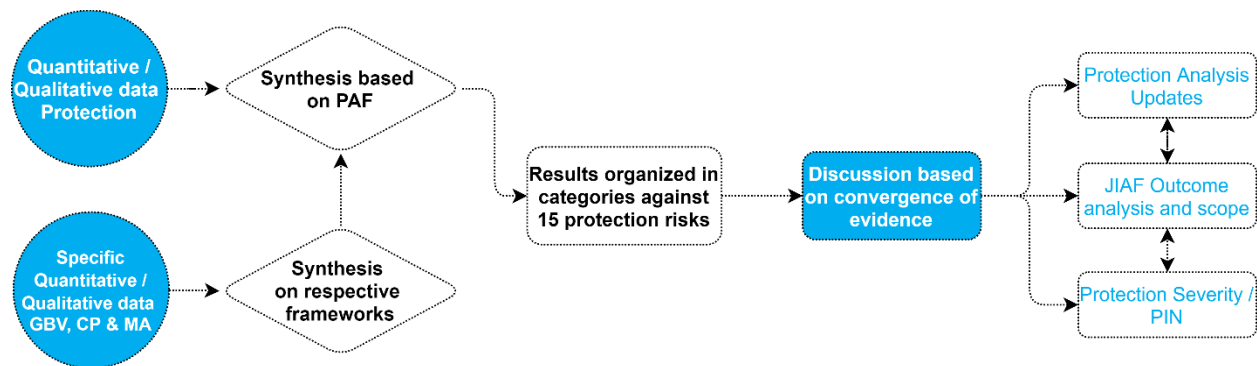 Quantitative /
Qualitative data
Protection
Synthesis based
on PAF
Specific
Quantitative /
Qualitative data
GBV, CP & MA
Synthesis
on respective
frameworks
Results organized in
categories against
15 protection risks
Discussion based
on convergence of
evidence
Protection Analysis
Updates
JIAF Outcome
analysis and scope
Protection Severity /
PIN